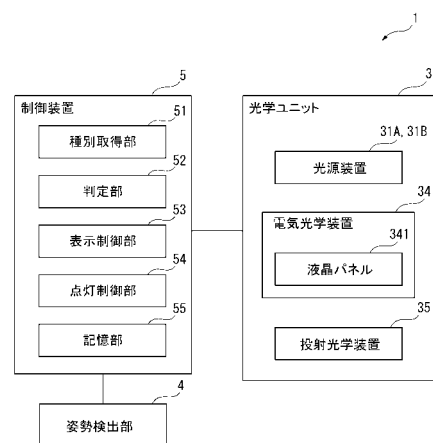 1
5
制御装置
51
種別取得部
52
判定部
53
表示制御部
54
点灯制御部
55
記憶部
4
姿勢検出部
3
光学ユニット
31A, 31B
光源装置
34
電気光学装置
341
液晶パネル
35
投射光学装置